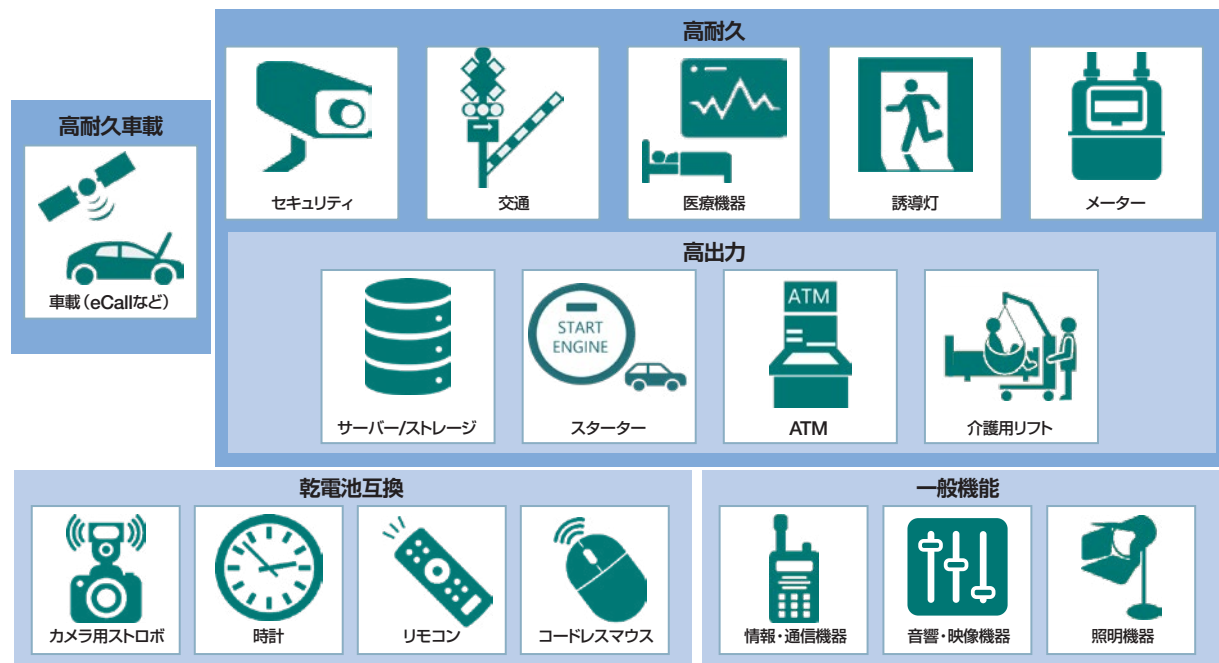 高耐久
セキュリティ
交通
医療機器
誘導灯
メーター
高耐久車載
車載（eCallなど）
高出力
START
ENGINE
ATM
サーバー/ストレージ
スターター
ATM
介護用リフト
乾電池互換
カメラ用ストロボ
時計
リモコン
コードレスマウス
一般機能
情報・通信機器
音響・映像機器
照明機器